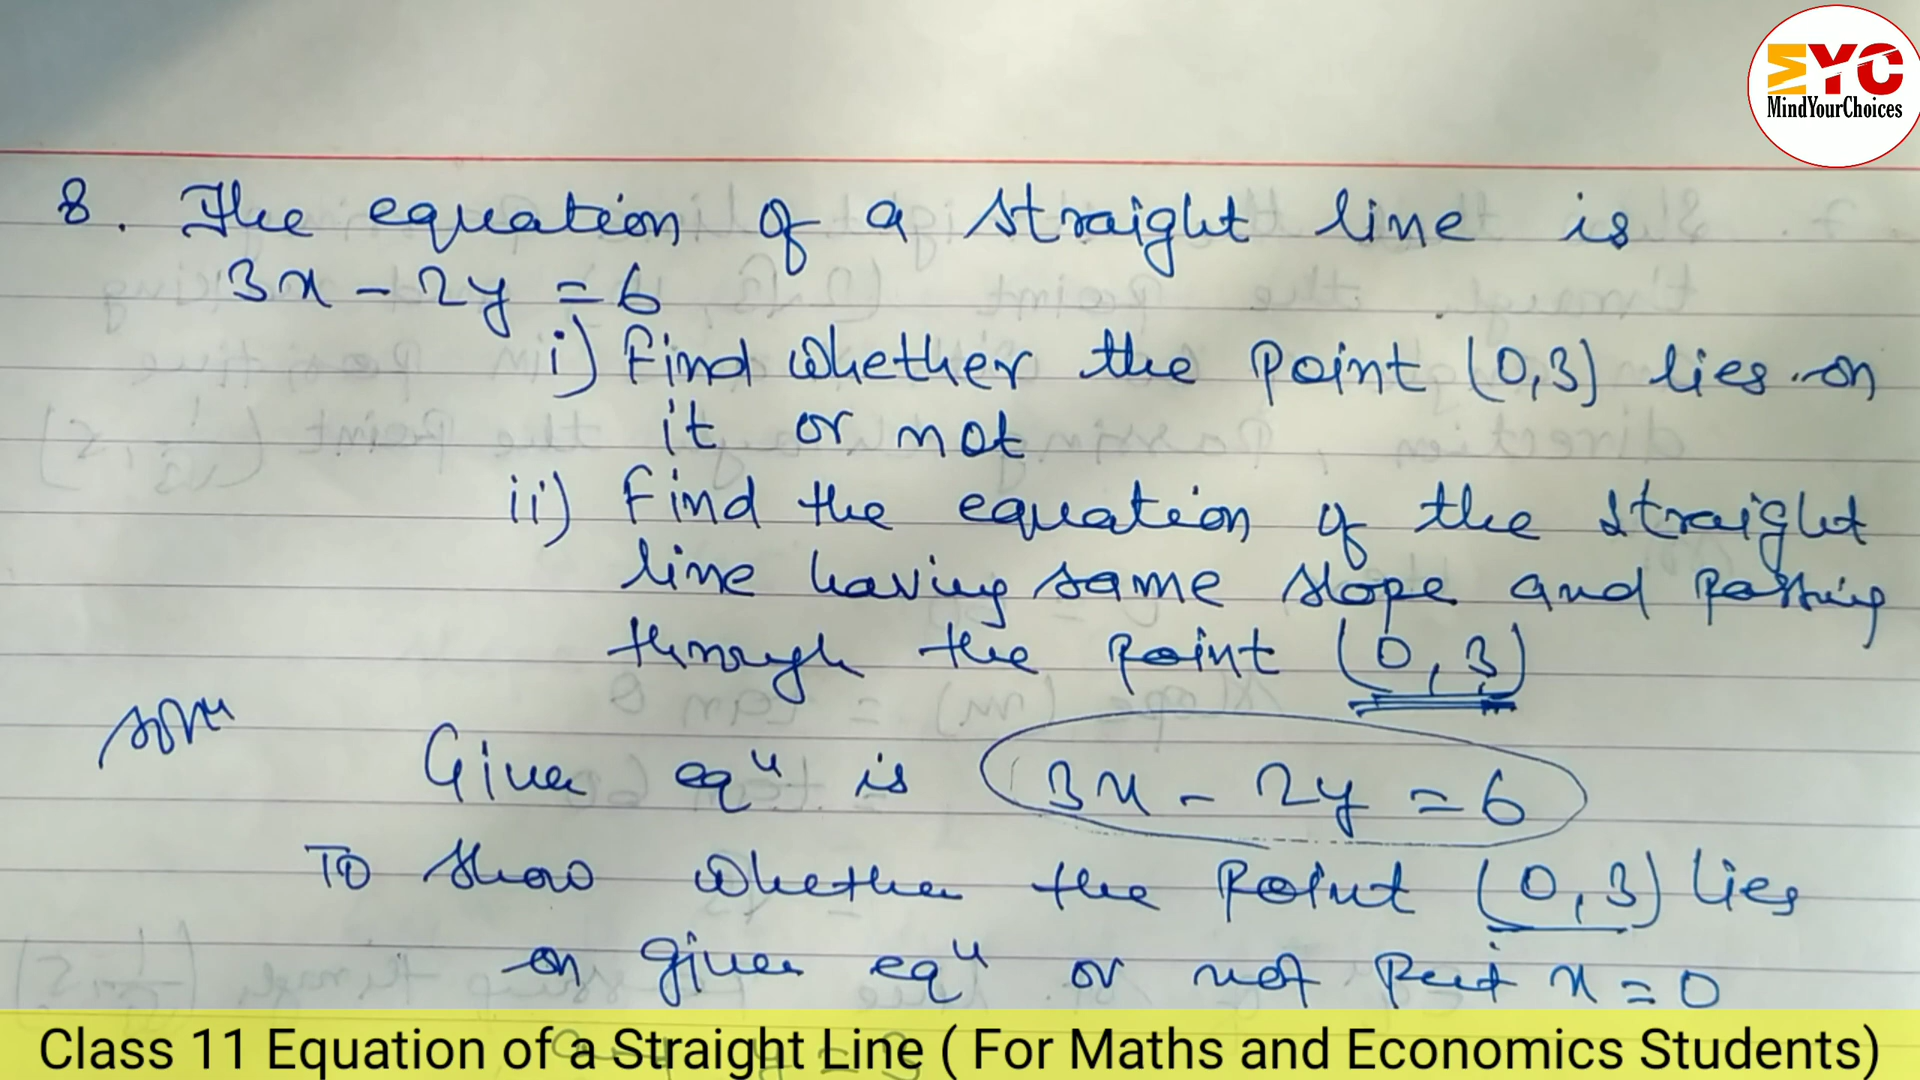 MYC
MindYourChoices
8. The equation of a straight line is
3x - 2y = 6
i) Find whether the point (0,3) lies on
it or not
ii) Find the equation of the straight
line having same slope and passing
through the point (0,3)
Solⁿ
Given eqⁿ is 3x - 2y = 6
To show whether the point (0,3) lies
on given eqⁿ or not put x = 0
Class 11 Equation of a Straight Line ( For Maths and Economics Students)